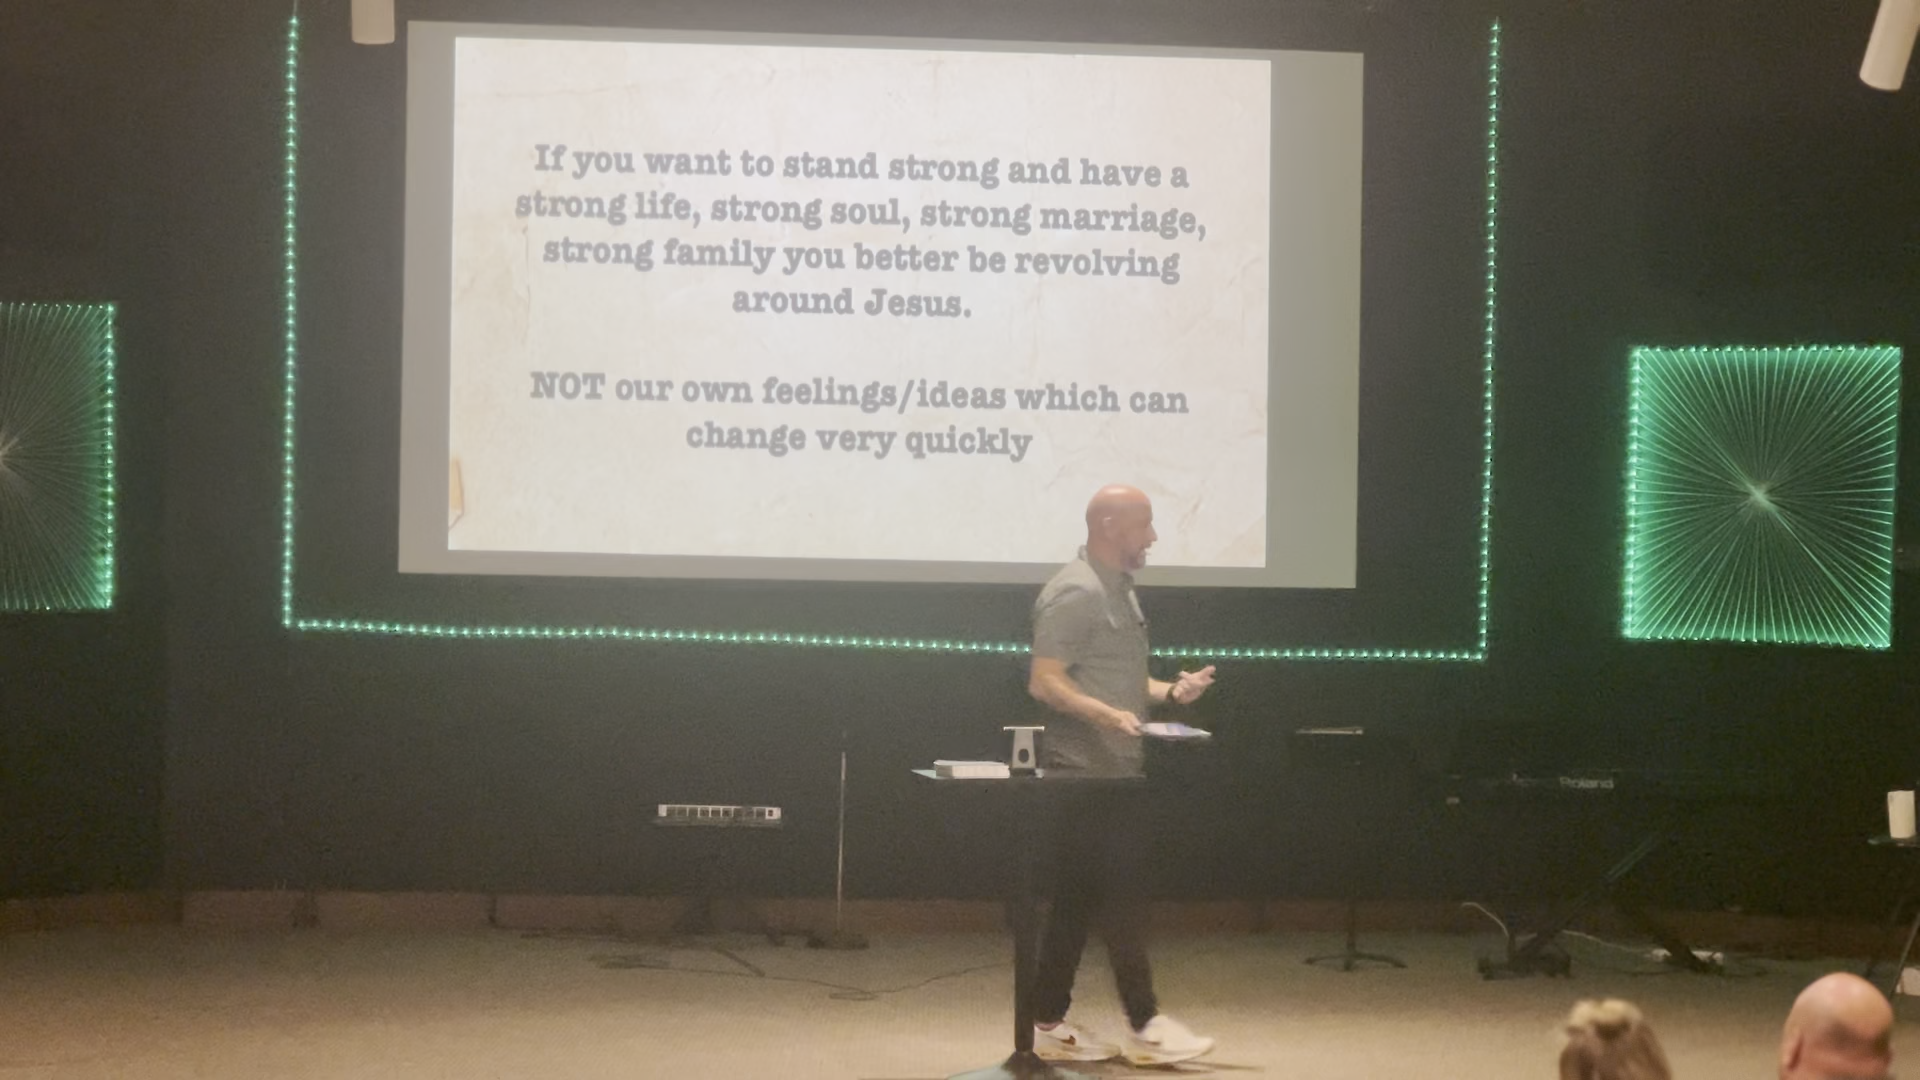 If you want to stand strong and have a
strong life, strong soul, strong marriage,
strong family you better be revolving
around Jesus.
NOT our own feelings/ideas which can
change very quickly
Roland